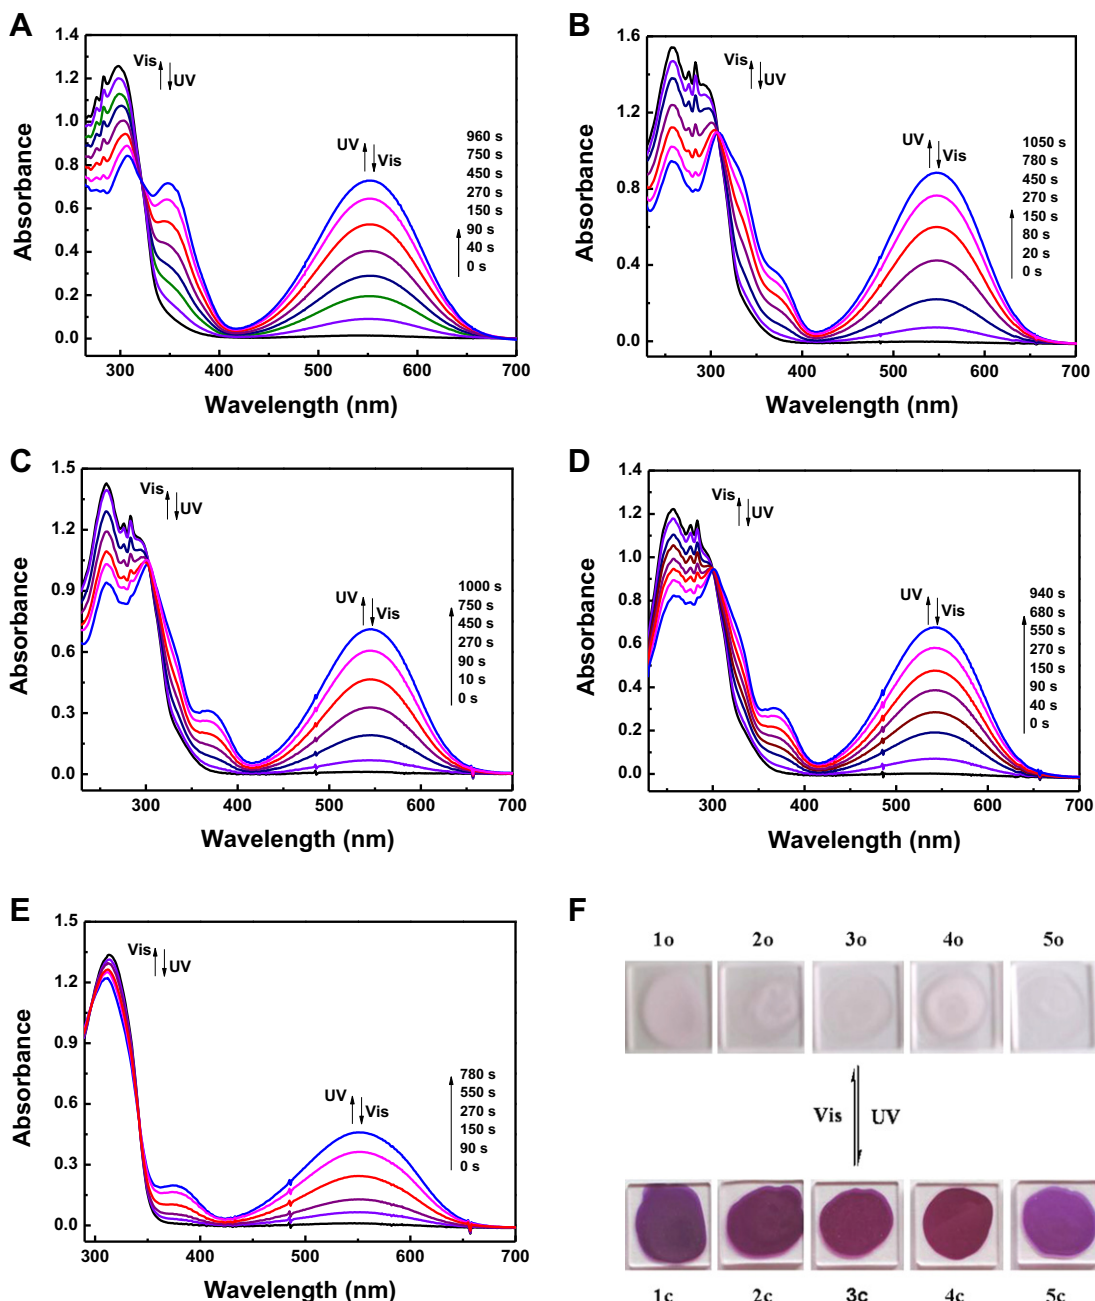 A
Absorbance
1.4
1.2
1.0
0.8
0.6
0.4
0.2
0.0
Vis
UV
UV
Vis
960 s
750 s
450 s
270 s
150 s
90 s
40 s
0 s
300 400 500 600 700
Wavelength (nm)
B
Absorbance
1.6
1.2
0.8
0.4
0.0
Vis
UV
UV
Vis
1050 s
780 s
450 s
270 s
150 s
80 s
20 s
0 s
300 400 500 600 700
Wavelength (nm)
C
Absorbance
1.5
1.2
0.9
0.6
0.3
0.0
Vis
UV
UV
Vis
1000 s
750 s
450 s
270 s
90 s
10 s
0 s
300 400 500 600 700
Wavelength (nm)
D
Absorbance
1.4
1.2
1.0
0.8
0.6
0.4
0.2
0.0
Vis
UV
UV
Vis
940 s
680 s
550 s
270 s
150 s
90 s
40 s
0 s
300 400 500 600 700
Wavelength (nm)
E
Absorbance
1.5
1.2
0.9
0.6
0.3
0.0
Vis
UV
UV
Vis
780 s
550 s
270 s
150 s
90 s
0 s
300 400 500 600 700
Wavelength (nm)
F
1o 2o 3o 4o 5o
Vis UV
1c 2c 3c 4c 5c